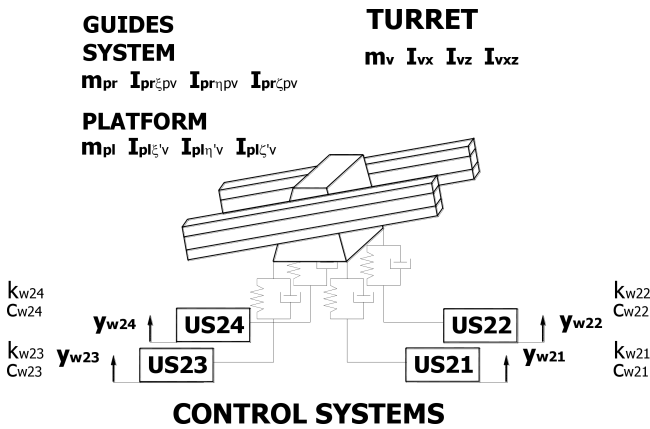 GUIDES
SYSTEM
mpr Iprξpv Iprηpv Iprζpv
PLATFORM
mpl Iplξ'v Iplη'v Iplζ'v
TURRET
mv Ivx Ivz Ivxz
kw24
cw24
yw24
US24
kw23
cw23
yw23
US23
US22
yw22
kw22
cw22
US21
yw21
kw21
cw21
CONTROL SYSTEMS